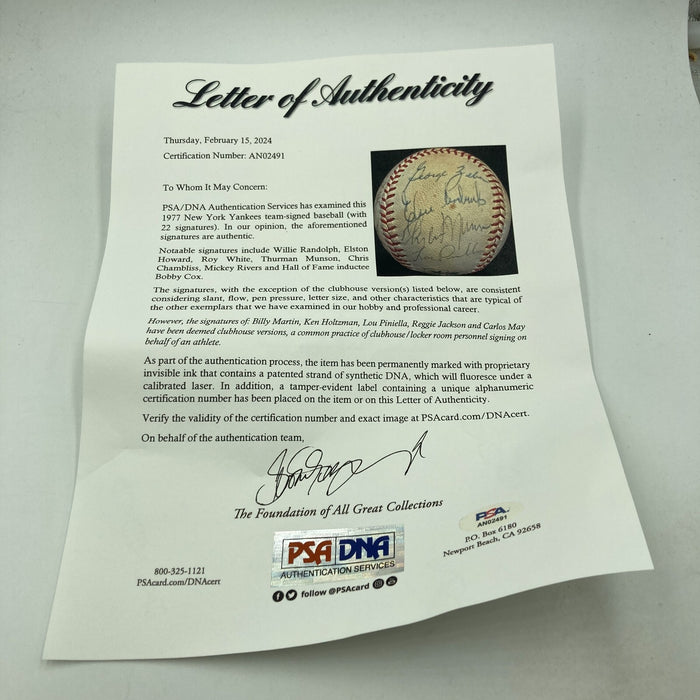 Letter of Authenticity
Thursday, February 15, 2024
Certification Number: AN02491
To Whom It May Concern:
PSA/DNA Authentication Services has examined this
1977 New York Yankees team-signed baseball (with
22 signatures). In our opinion, the aforementioned
signatures are authentic.
Notaable signatures include Willie Randolph, Elston
Howard, Roy White, Thurman Munson, Chris
Chambliss, Mickey Rivers and Hall of Fame inductee
Bobby Cox.
George
The signatures, with the exception of the clubhouse version(s) listed below, are consistent
considering slant, flow, pen pressure, letter size, and other characteristics that are typical of
the other exemplars that we have examined in our hobby and professional career.
However, the signatures of: Billy Martin, Ken Holtzman, Lou Piniella, Reggie Jackson and Carlos May
have been deemed clubhouse versions, a common practice of clubhouse/locker room personnel signing on
behalf of an athlete.
As part of the authentication process, the item has been permanently marked with proprietary
invisible ink that contains a patented strand of synthetic DNA, which will fluoresce under a
calibrated laser. In addition, a tamper-evident label containing a unique alphanumeric
certification number has been placed on the item or on this Letter of Authenticity.
Verify the validity of the certification number and exact image at PSAcard.com/DNAcert.
On behalf of the authentication team,
The Foundation of All Great Collections
PSA
AN02491
P.O. Box 6180
Newport Beach, CA 92658
800-325-1121
PSAcard.com/DNAcert
PSA DNA
AUTHENTICATION SERVICES
follow @PSAcard